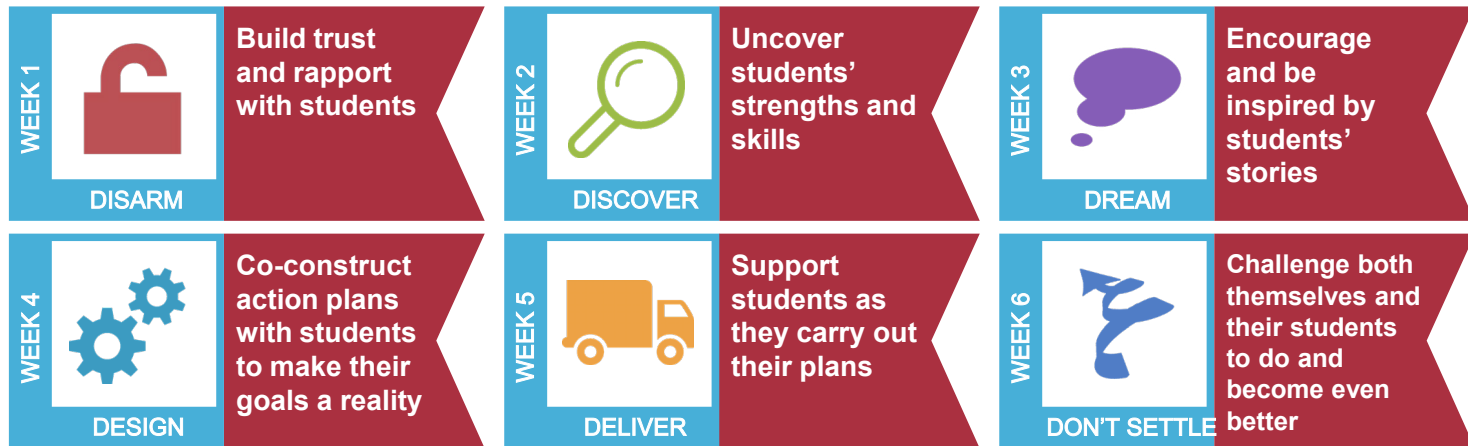 WEEK 1
DISARM
Build trust
and rapport
with students
WEEK 2
DISCOVER
Uncover
students’
strengths and
skills
WEEK 3
DREAM
Encourage
and be
inspired by
students’
stories
WEEK 4
DESIGN
Co-construct
action plans
with students
to make their
goals a reality
WEEK 5
DELIVER
Support
students as
they carry out
their plans
WEEK 6
DON'T SETTLE
Challenge both
themselves and
their students
to do and
become even
better